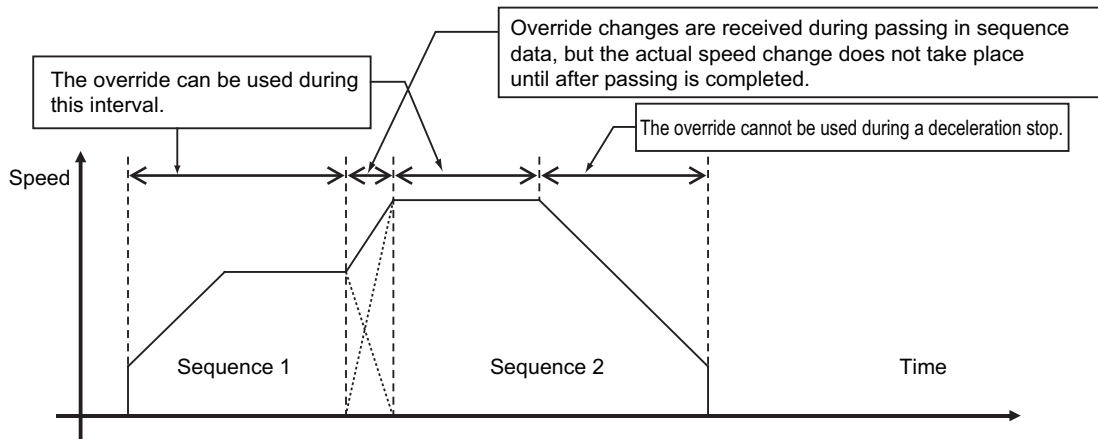 Override changes are received during passing in sequence
data, but the actual speed change does not take place
until after passing is completed.
The override can be used during
this interval.
The override cannot be used during a deceleration stop.
Speed
Sequence 1
Sequence 2
Time